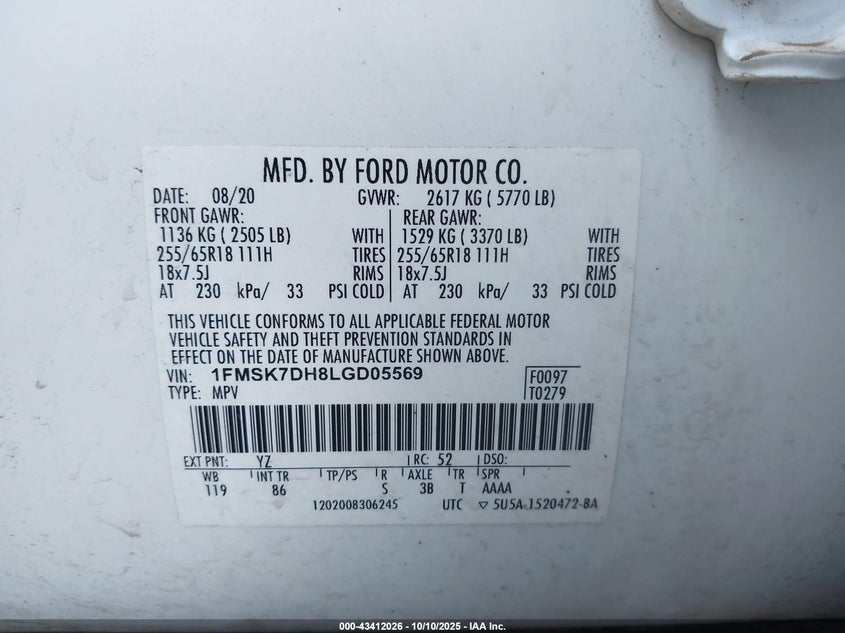 MFD. BY FORD MOTOR CO.
DATE: 08/20 GVWR: 2617 KG ( 5770 LB)
FRONT GAWR: REAR GAWR:
1136 KG ( 2505 LB) WITH 1529 KG ( 3370 LB) WITH
255/65R18 111H TIRES 255/65R18 111H TIRES
18x7.5J RIMS 18x7.5J RIMS
AT 230 kPa/ 33 PSI COLD AT 230 kPa/ 33 PSI COLD
THIS VEHICLE CONFORMS TO ALL APPLICABLE FEDERAL MOTOR
VEHICLE SAFETY AND THEFT PREVENTION STANDARDS IN
EFFECT ON THE DATE OF MANUFACTURE SHOWN ABOVE.
VIN: 1FMSK7DH8LGD05569 F0097
TYPE: MPV T0279
EXT PNT: YZ RC: 52 DSO:
WB INT TR TP/PS R AXLE TR SPR
119 86 S 3B T AAAA
1202008306245 UTC ▽ 5U5A-1520472-BA
000-43412026 - 10/10/2025 - IAA Inc.